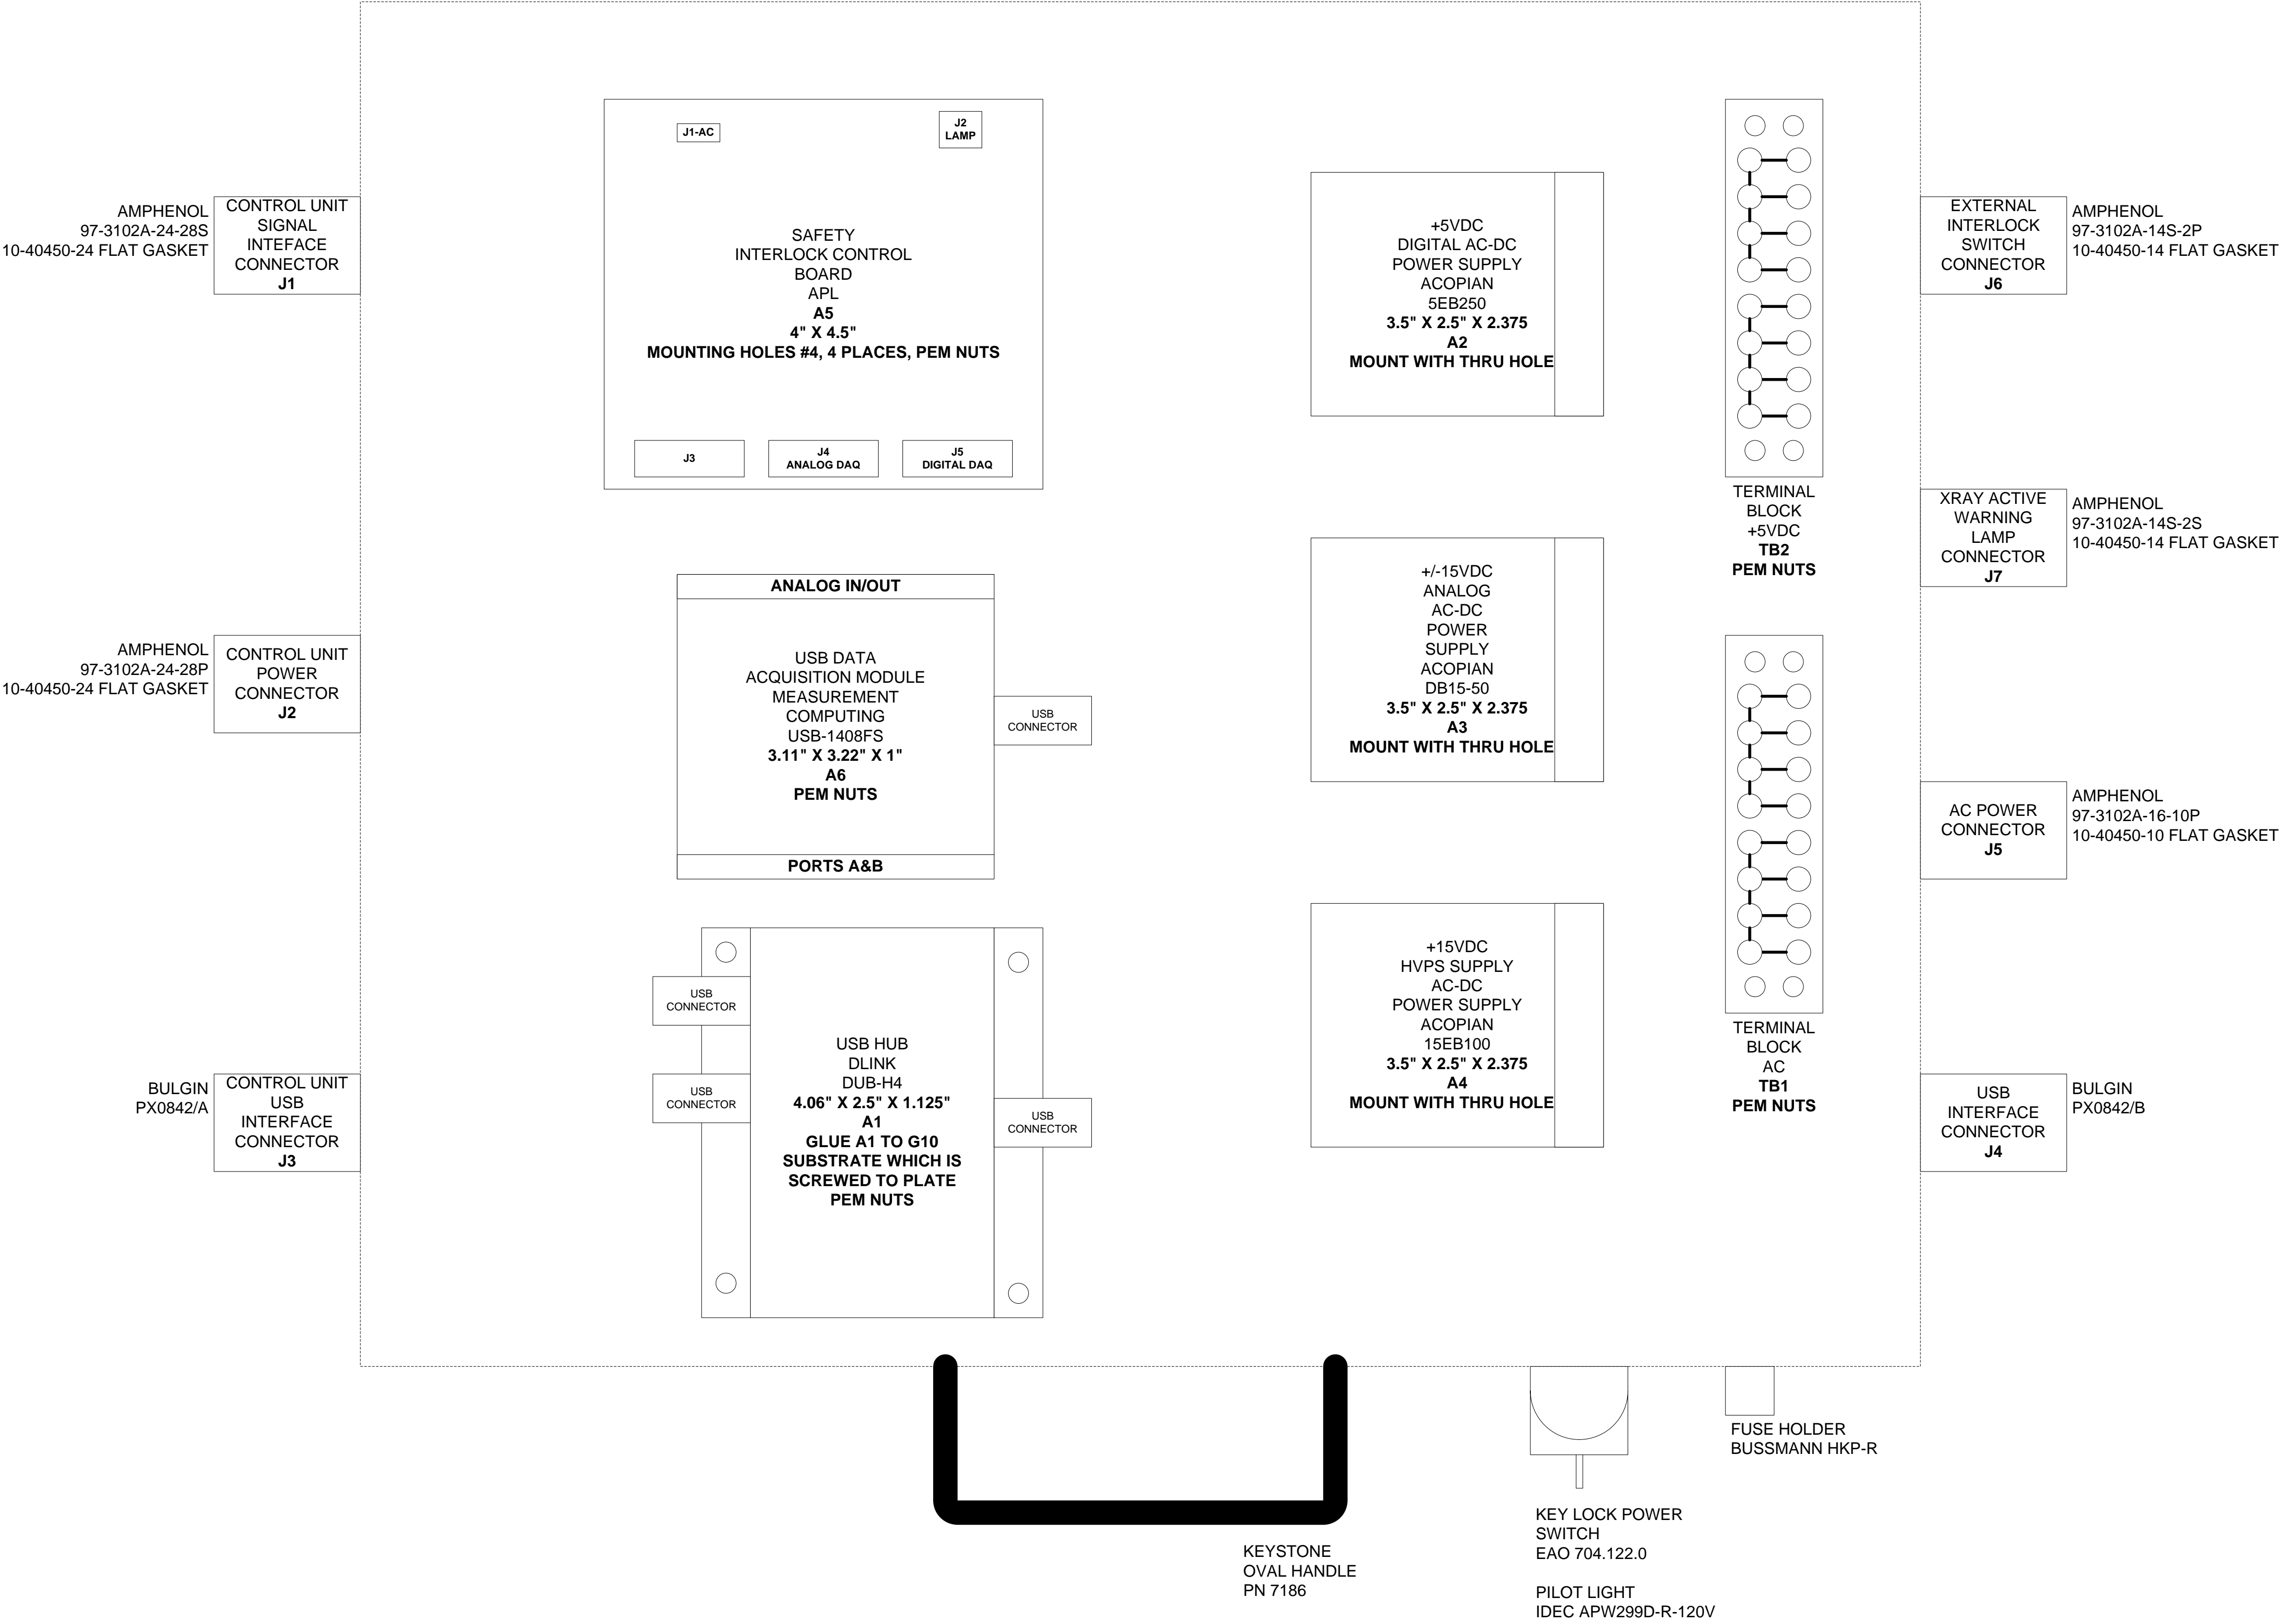 AMPHENOL
97-3102A-24-28S
10-40450-24 FLAT GASKET
CONTROL UNIT
SIGNAL
INTEFACE
CONNECTOR
J1
AMPHENOL
97-3102A-24-28P
10-40450-24 FLAT GASKET
CONTROL UNIT
POWER
CONNECTOR
J2
BULGIN
PX0842/A
CONTROL UNIT
USB
INTERFACE
CONNECTOR
J3
J1-AC
J2
LAMP
SAFETY
INTERLOCK CONTROL
BOARD
APL
A5
4" X 4.5"
MOUNTING HOLES #4, 4 PLACES, PEM NUTS
J3
J4
ANALOG DAQ
J5
DIGITAL DAQ
ANALOG IN/OUT
USB DATA
ACQUISITION MODULE
MEASUREMENT
COMPUTING
USB-1408FS
3.11" X 3.22" X 1"
A6
PEM NUTS
USB
CONNECTOR
PORTS A&B
USB
CONNECTOR
USB
CONNECTOR
USB HUB
DLINK
DUB-H4
4.06" X 2.5" X 1.125"
A1
GLUE A1 TO G10
SUBSTRATE WHICH IS
SCREWED TO PLATE
PEM NUTS
USB
CONNECTOR
+5VDC
DIGITAL AC-DC
POWER SUPPLY
ACOPIAN
5EB250
3.5" X 2.5" X 2.375
A2
MOUNT WITH THRU HOLE
+/-15VDC
ANALOG
AC-DC
POWER
SUPPLY
ACOPIAN
DB15-50
3.5" X 2.5" X 2.375
A3
MOUNT WITH THRU HOLE
+15VDC
HVPS SUPPLY
AC-DC
POWER SUPPLY
ACOPIAN
15EB100
3.5" X 2.5" X 2.375
A4
MOUNT WITH THRU HOLE
TERMINAL
BLOCK
+5VDC
TB2
PEM NUTS
TERMINAL
BLOCK
AC
TB1
PEM NUTS
EXTERNAL
INTERLOCK
SWITCH
CONNECTOR
J6
AMPHENOL
97-3102A-14S-2P
10-40450-14 FLAT GASKET
XRAY ACTIVE
WARNING
LAMP
CONNECTOR
J7
AMPHENOL
97-3102A-14S-2S
10-40450-14 FLAT GASKET
AC POWER
CONNECTOR
J5
AMPHENOL
97-3102A-16-10P
10-40450-10 FLAT GASKET
USB
INTERFACE
CONNECTOR
J4
BULGIN
PX0842/B
KEYSTONE
OVAL HANDLE
PN 7186
KEY LOCK POWER
SWITCH
EAO 704.122.0
PILOT LIGHT
IDEC APW299D-R-120V
FUSE HOLDER
BUSSMANN HKP-R